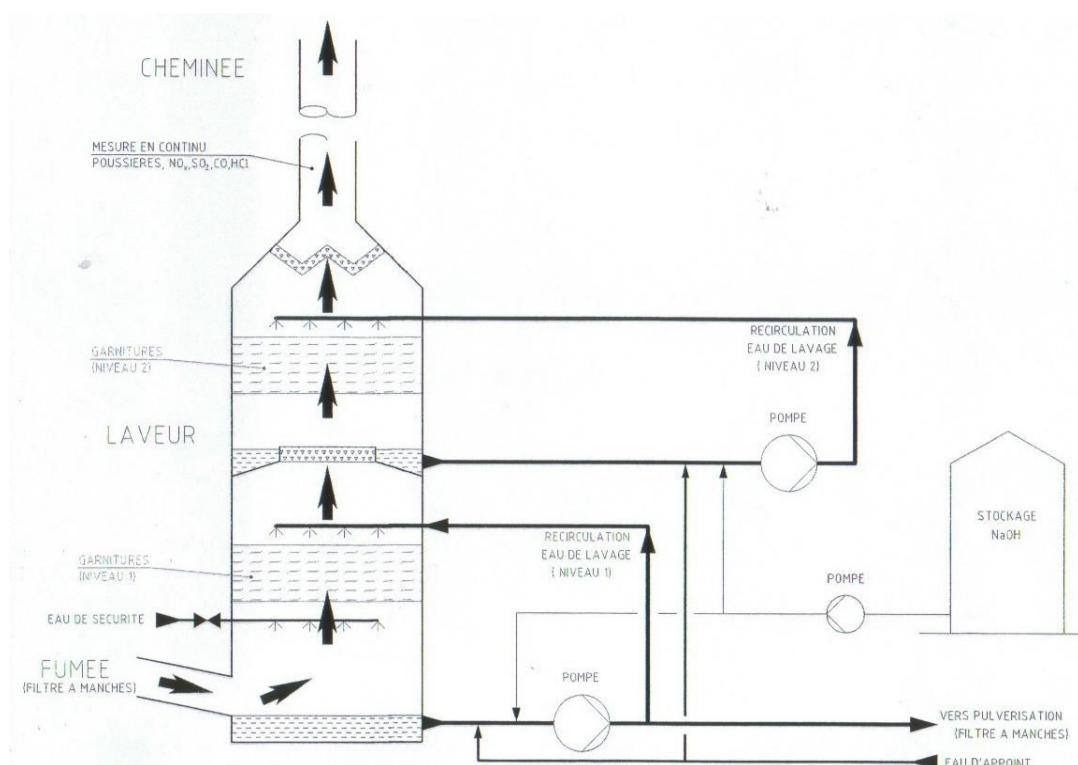 CHEMINEE
MESURE EN CONTINU
POUSSIERES, NOx,SO2,CO,HCl
GARNITURES
(NIVEAU 2)
LAVEUR
GARNITURES
(NIVEAU 1)
EAU DE SECURITE
FUMEE
(FILTRE A MANCHES)
RECIRCULATION
EAU DE LAVAGE
( NIVEAU 2)
POMPE
RECIRCULATION
EAU DE LAVAGE
( NIVEAU 1)
STOCKAGE
NaOH
POMPE
POMPE
VERS PULVERISATION
(FILTRE A MANCHES)
EAU D'APPOINT